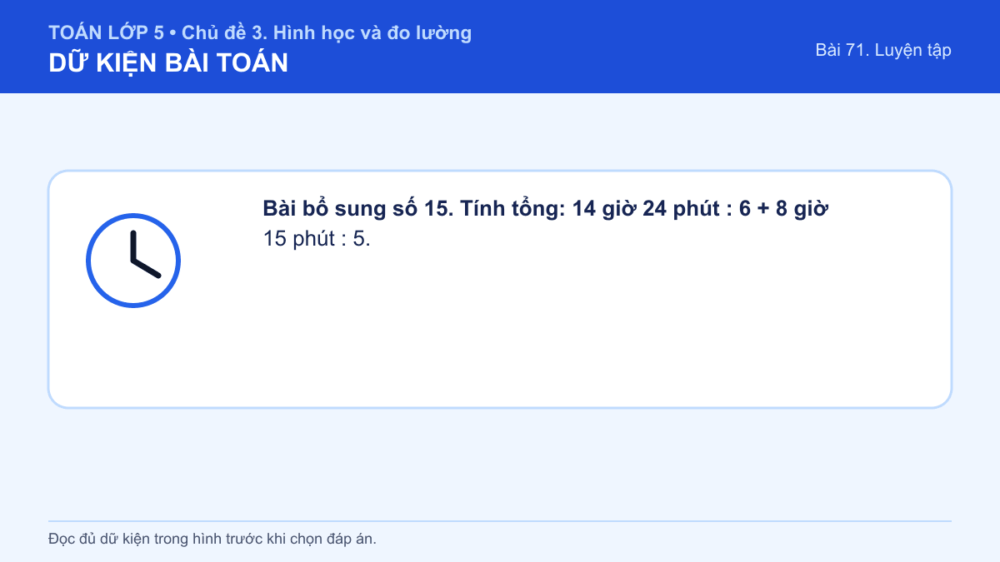 TOÁN LỚP 5 • Chủ đề 3. Hình học và đo lường
DỮ KIỆN BÀI TOÁN
Bài 71. Luyện tập
Bài bổ sung số 15. Tính tổng: 14 giờ 24 phút : 6 + 8 giờ
15 phút : 5.
Đọc đủ dữ kiện trong hình trước khi chọn đáp án.